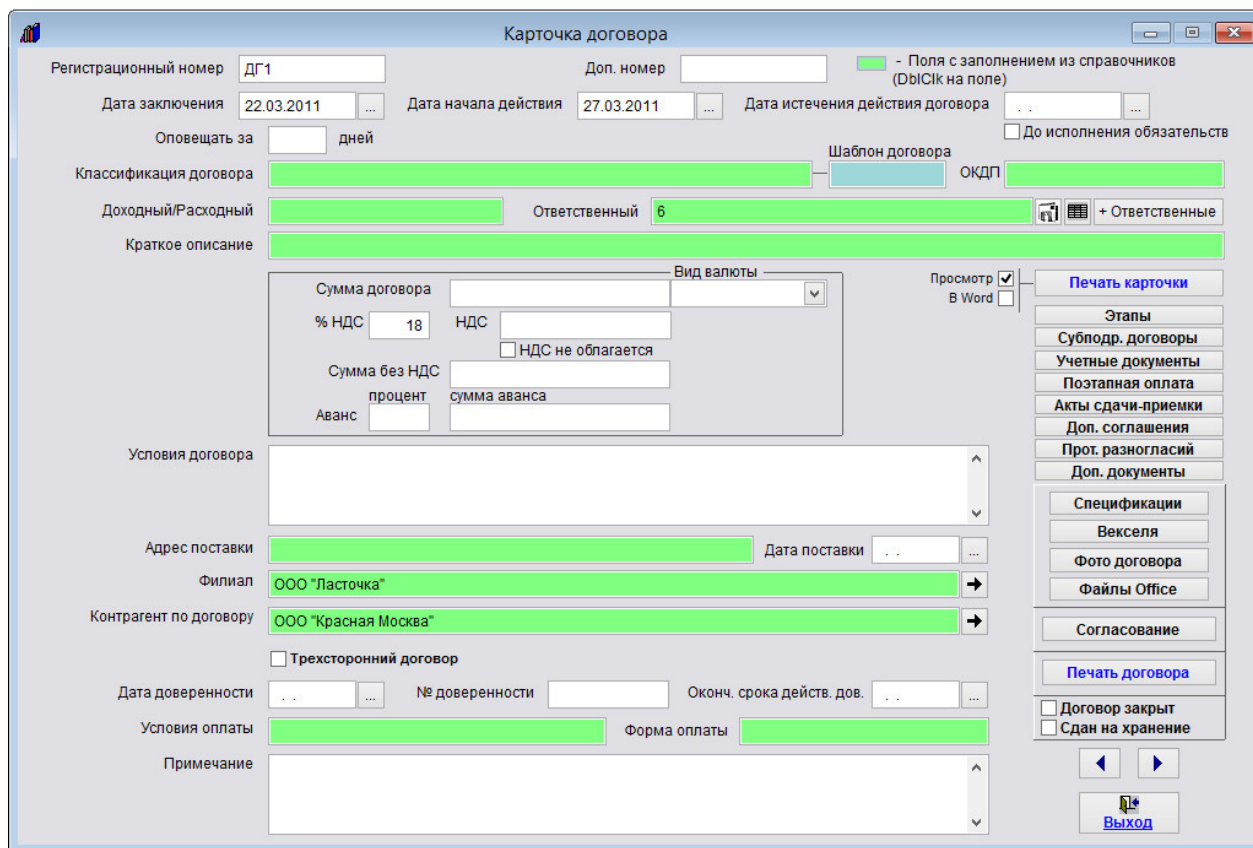 Карточка договора
Регистрационный номер ДГ1 Доп. номер - Поля с заполнением из справочников
(DblClk на поле)
Дата заключения 22.03.2011 ... Дата начала действия 27.03.2011 ... Дата истечения действия договора . . ...
Оповещать за дней До исполнения обязательств
Шаблон договора
Классификация договора ОКДП
Доходный/Расходный Ответственный 6 + Ответственные
Краткое описание
Вид валюты
Сумма договора Просмотр Печать карточки
В Word
% НДС 18 НДС Этапы
Субподр. договоры
НДС не облагается
Учетные документы
Сумма без НДС
Поэтапная оплата
процент сумма аванса
Акты сдачи-приемки
Аванс
Доп. соглашения
Условия договора Прот. разногласий
Доп. документы
Спецификации
Векселя
Адрес поставки Дата поставки . . ...
Фото договора
Филиал ООО "Ласточка"
Файлы Office
Контрагент по договору ООО "Красная Москва"
Согласование
Трехсторонний договор
Печать договора
Дата доверенности . . ... № доверенности Оконч. срока действ. дов. . . ...
Договор закрыт
Условия оплаты Форма оплаты Сдан на хранение
Примечание
Выход